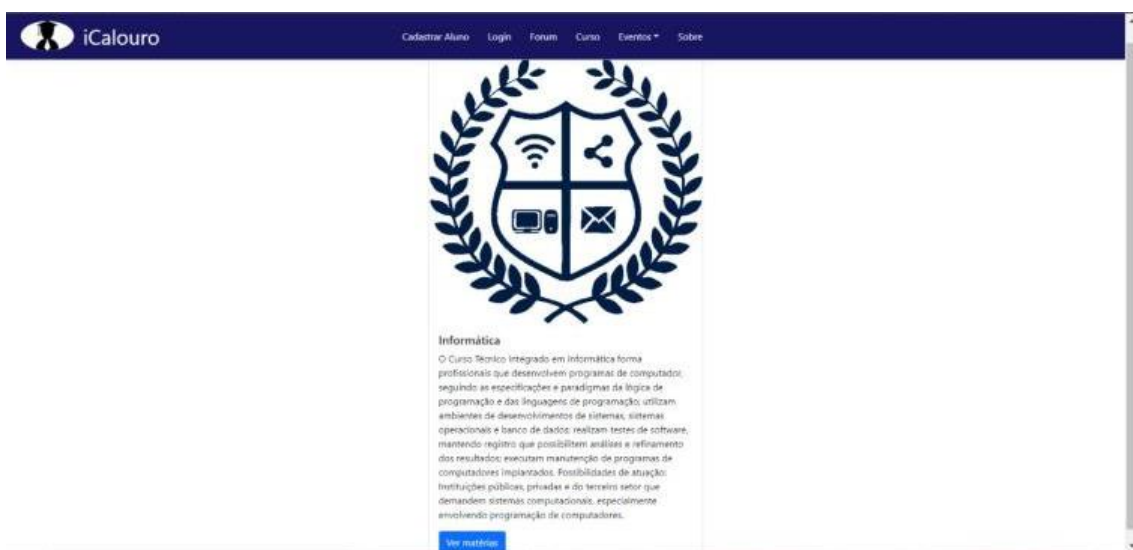 iCalouro
Cadastrar Aluno Login Forum Curso Eventos Sobre
Informática
O Curso Técnico Integrado em Informática forma
profissionais que desenvolvem programas de computador,
seguindo as especificações e paradigmas da lógica de
programação e das linguagens de programação; utilizam
ambientes de desenvolvimentos de sistemas, sistemas
operacionais e banco de dados; realizam testes de software,
mantendo registro que possibilitem análises e refinamento
dos resultados; executam manutenção de programas de
computadores implantados. Possibilidades de atuação:
Instituições públicas, privadas e do terceiro setor que
demandem sistemas computacionais, especialmente
envolvendo programação de computadores.
Ver matérias